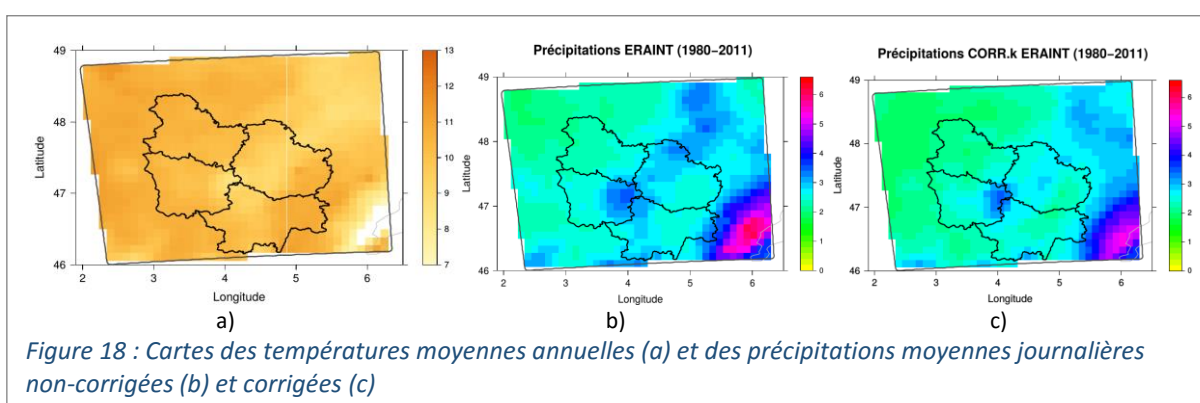 Précipitations ERAINT (1980−2011)
Précipitations CORR.k ERAINT (1980−2011)
49
48
47
46
Latitude
2 3 4 5 6
Longitude
13
12
11
10
9
8
7
a)
49
48
47
46
Latitude
2 3 4 5 6
Longitude
6
5
4
3
2
1
0
b)
49
48
47
46
Latitude
2 3 4 5 6
Longitude
6
5
4
3
2
1
0
c)
Figure 18 : Cartes des températures moyennes annuelles (a) et des précipitations moyennes journalières
non-corrigées (b) et corrigées (c)